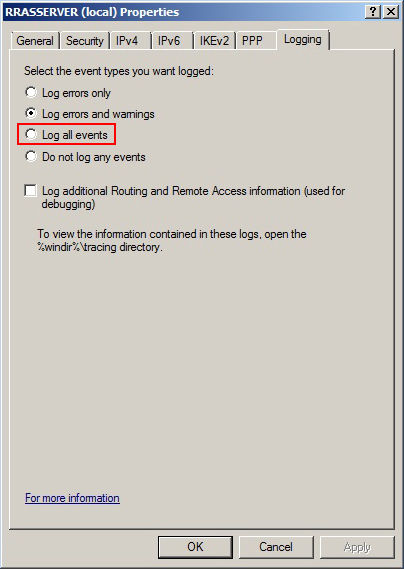 RRASSERVER (local) Properties
General Security IPv4 IPv6 IKEv2 PPP Logging
Select the event types you want logged:
Log errors only
Log errors and warnings
Log all events
Do not log any events
Log additional Routing and Remote Access information (used for
debugging)
To view the information contained in these logs, open the
%windir%\tracing directory.
For more information
OK Cancel Apply